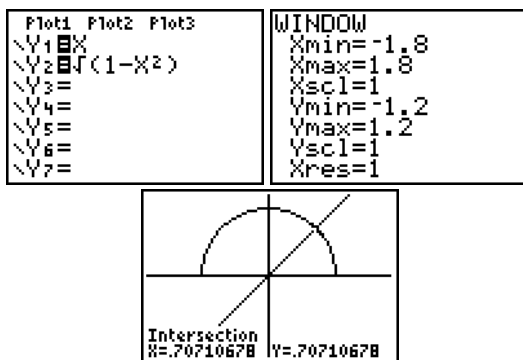 Plot1 Plot2 Plot3
\Y1=X
\Y2=√(1-X²)
\Y3=
\Y4=
\Y5=
\Y6=
\Y7=
WINDOW
Xmin=-1.8
Xmax=1.8
Xscl=1
Ymin=-1.2
Ymax=1.2
Yscl=1
Xres=1
Intersection
X=.70710678 Y=.70710678